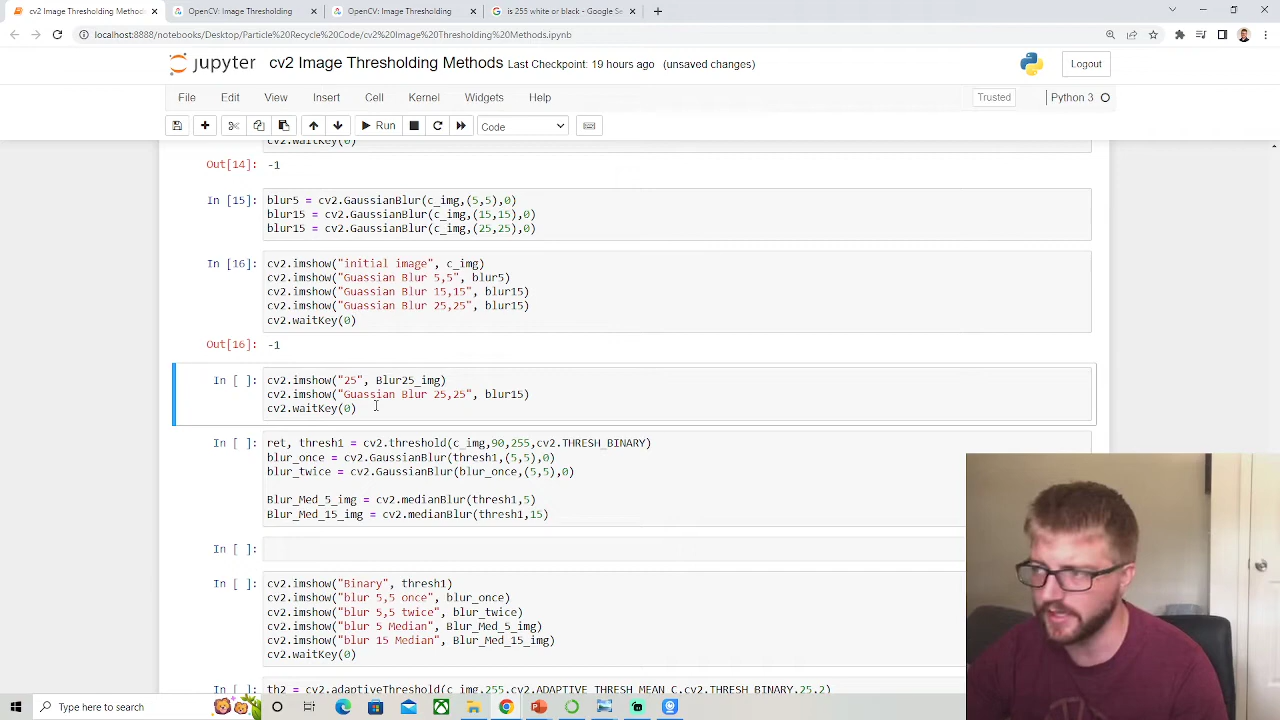 cv2 Image Thresholding Methods
OpenCV: Image Thresholding
OpenCV: Image Thresholding
is 255 white or black - Google Se
localhost:8888/notebooks/Desktop/Particle%20Recycle%20Code/cv2%20Image%20Thresholding%20Methods.ipynb
jupyter cv2 Image Thresholding Methods Last Checkpoint: 19 hours ago (unsaved changes) Logout
File Edit View Insert Cell Kernel Widgets Help Trusted Python 3
Run Code
cv2.waitKey(0)
Out[14]: -1
In [15]: blur5 = cv2.GaussianBlur(c_img,(5,5),0)
blur15 = cv2.GaussianBlur(c_img,(15,15),0)
blur15 = cv2.GaussianBlur(c_img,(25,25),0)
In [16]: cv2.imshow("initial image", c_img)
cv2.imshow("Guassian Blur 5,5", blur5)
cv2.imshow("Guassian Blur 15,15", blur15)
cv2.imshow("Guassian Blur 25,25", blur15)
cv2.waitKey(0)
Out[16]: -1
In [ ]: cv2.imshow("25", Blur25_img)
cv2.imshow("Guassian Blur 25,25", blur15)
cv2.waitKey(0)
In [ ]: ret, thresh1 = cv2.threshold(c_img,90,255,cv2.THRESH_BINARY)
blur_once = cv2.GaussianBlur(thresh1,(5,5),0)
blur_twice = cv2.GaussianBlur(blur_once,(5,5),0)
Blur_Med_5_img = cv2.medianBlur(thresh1,5)
Blur_Med_15_img = cv2.medianBlur(thresh1,15)
In [ ]:
In [ ]: cv2.imshow("Binary", thresh1)
cv2.imshow("blur 5,5 once", blur_once)
cv2.imshow("blur 5,5 twice", blur_twice)
cv2.imshow("blur 5 Median", Blur_Med_5_img)
cv2.imshow("blur 15 Median", Blur_Med_15_img)
cv2.waitKey(0)
In [ ]: th2 = cv2.adaptiveThreshold(c_img,255,cv2.ADAPTIVE_THRESH_MEAN_C,cv2.THRESH_BINARY,25,2)
Type here to search